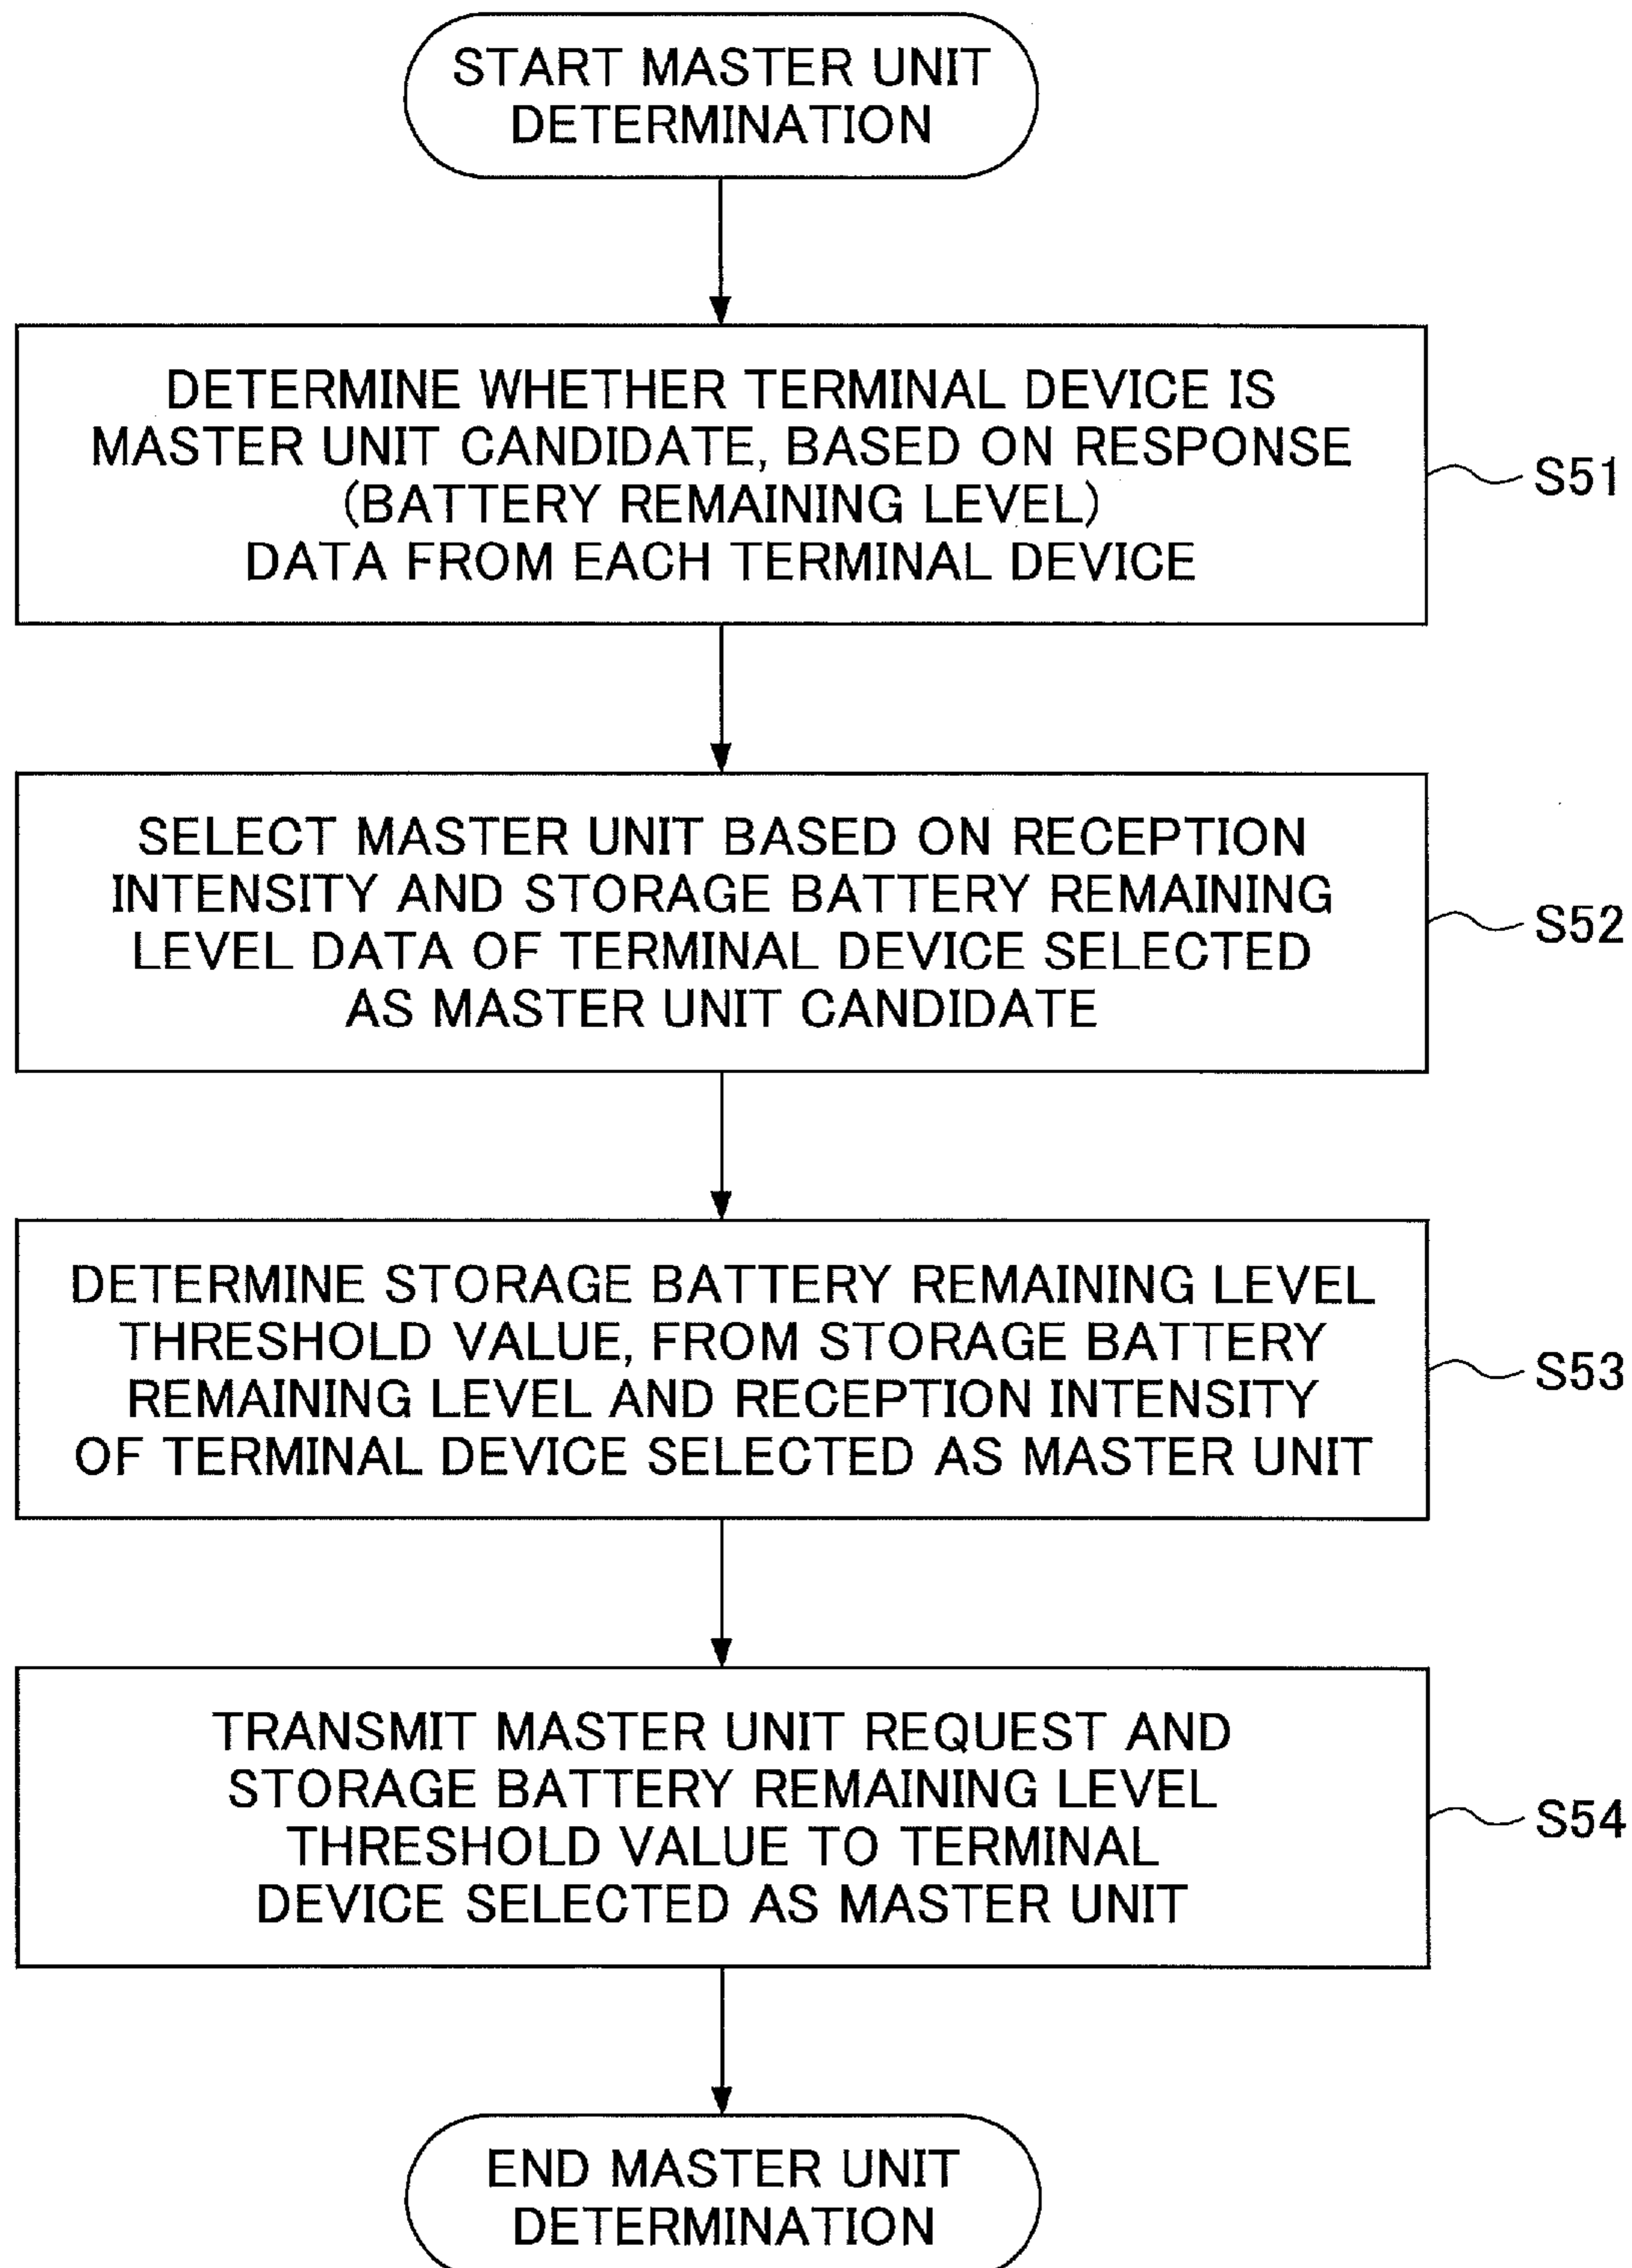 START MASTER UNIT
DETERMINATION
DETERMINE WHETHER TERMINAL DEVICE IS
MASTER UNIT CANDIDATE, BASED ON RESPONSE
(BATTERY REMAINING LEVEL)
DATA FROM EACH TERMINAL DEVICE
S51
SELECT MASTER UNIT BASED ON RECEPTION
INTENSITY AND STORAGE BATTERY REMAINING
LEVEL DATA OF TERMINAL DEVICE SELECTED
AS MASTER UNIT CANDIDATE
S52
DETERMINE STORAGE BATTERY REMAINING LEVEL
THRESHOLD VALUE, FROM STORAGE BATTERY
REMAINING LEVEL AND RECEPTION INTENSITY
OF TERMINAL DEVICE SELECTED AS MASTER UNIT
S53
TRANSMIT MASTER UNIT REQUEST AND
STORAGE BATTERY REMAINING LEVEL
THRESHOLD VALUE TO TERMINAL
DEVICE SELECTED AS MASTER UNIT
S54
END MASTER UNIT
DETERMINATION